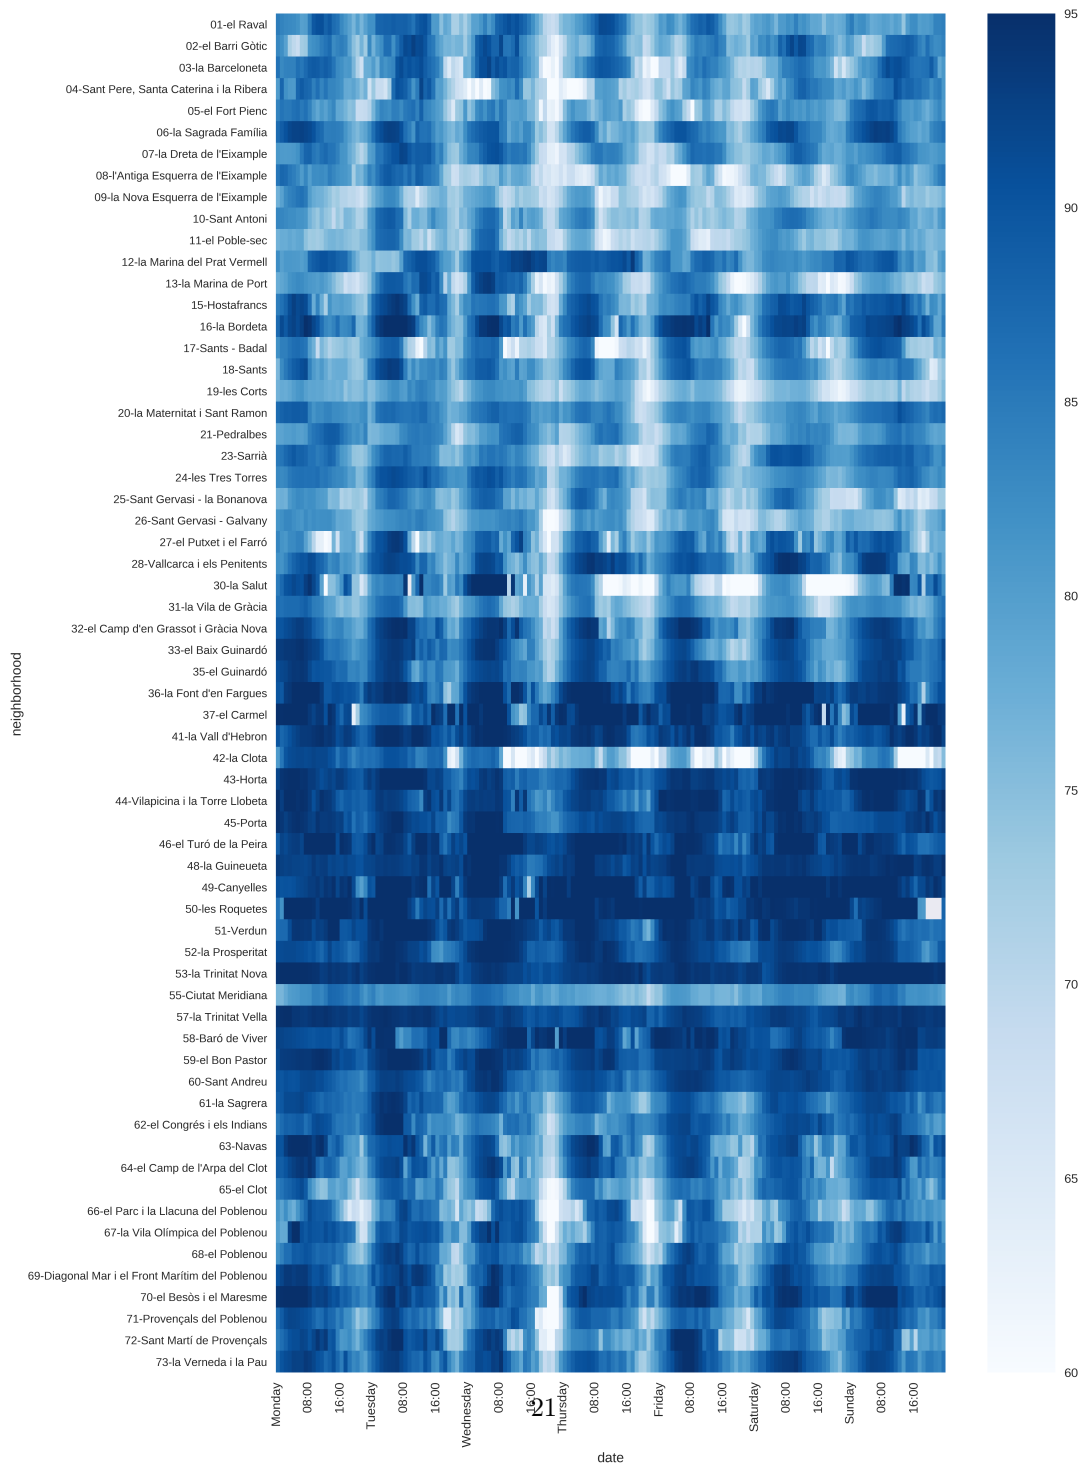 01-el Raval
02-el Barri Gòtic
03-la Barceloneta
04-Sant Pere, Santa Caterina i la Ribera
05-el Fort Pienc
06-la Sagrada Família
07-la Dreta de l'Eixample
08-l'Antiga Esquerra de l'Eixample
09-la Nova Esquerra de l'Eixample
10-Sant Antoni
11-el Poble-sec
12-la Marina del Prat Vermell
13-la Marina de Port
15-Hostafrancs
16-la Bordeta
17-Sants - Badal
18-Sants
19-les Corts
20-la Maternitat i Sant Ramon
21-Pedralbes
23-Sarrià
24-les Tres Torres
25-Sant Gervasi - la Bonanova
26-Sant Gervasi - Galvany
27-el Putxet i el Farró
28-Vallcarca i els Penitents
30-la Salut
31-la Vila de Gràcia
32-el Camp d'en Grassot i Gràcia Nova
33-el Baix Guinardó
35-el Guinardó
36-la Font d'en Fargues
37-el Carmel
41-la Vall d'Hebron
42-la Clota
43-Horta
44-Vilapicina i la Torre Llobeta
45-Porta
46-el Turó de la Peira
48-la Guineueta
49-Canyelles
50-les Roquetes
51-Verdun
52-la Prosperitat
53-la Trinitat Nova
55-Ciutat Meridiana
57-la Trinitat Vella
58-Baró de Viver
59-el Bon Pastor
60-Sant Andreu
61-la Sagrera
62-el Congrés i els Indians
63-Navas
64-el Camp de l'Arpa del Clot
65-el Clot
66-el Parc i la Llacuna del Poblenou
67-la Vila Olímpica del Poblenou
68-el Poblenou
69-Diagonal Mar i el Front Marítim del Poblenou
70-el Besòs i el Maresme
71-Provençals del Poblenou
72-Sant Martí de Provençals
73-la Verneda i la Pau
neighborhood
Monday
08:00
16:00
Tuesday
08:00
16:00
Wednesday
08:00
16:00
Thursday
08:00
16:00
Friday
08:00
16:00
Saturday
08:00
16:00
Sunday
08:00
16:00
21
date
95
90
85
80
75
70
65
60